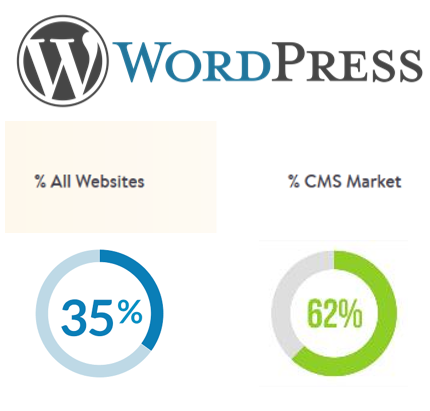 WORDPRESS
% All Websites
% CMS Market
35%
62%